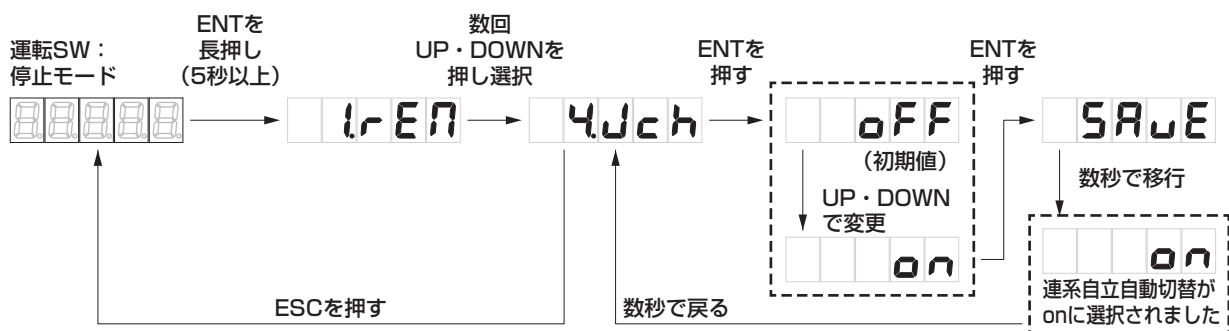 運転SW：
停止モード
ENTを
長押し
（5秒以上）
1.rEM
数回
UP・DOWNを
押し選択
4.Jch
ENTを
押す
oFF
（初期値）
UP・DOWN
で変更
on
ENTを
押す
SAvE
数秒で移行
on
連系自立自動切替が
onに選択されました
数秒で戻る
ESCを押す